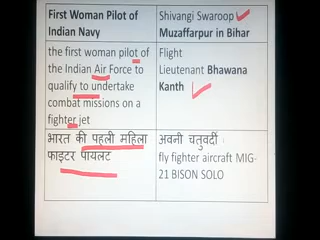 First Woman Pilot of
Indian Navy
Shivangi Swaroop
Muzaffarpur in Bihar
the first woman pilot of
the Indian Air Force to
qualify to undertake
combat missions on a
fighter jet
Flight
Lieutenant Bhawana
Kanth
भारत की पहली महिला
फाइटर पायलट
अवनी चतुर्वेदी
fly fighter aircraft MIG-
21 BISON SOLO